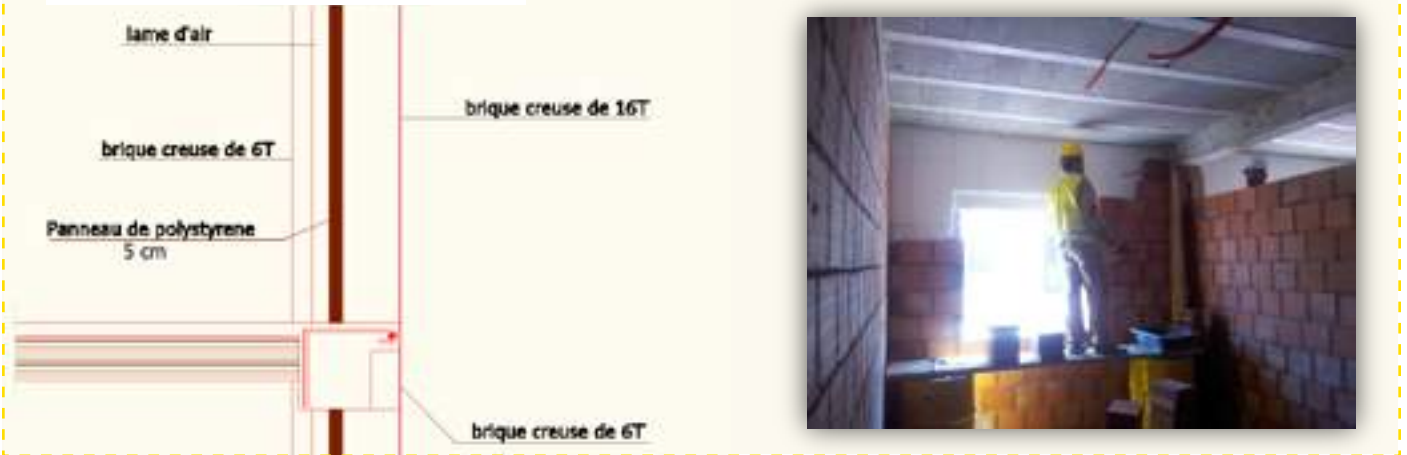 lame d'air
brique creuse de 16T
brique creuse de 6T
Panneau de polystyrene
5 cm
brique creuse de 6T